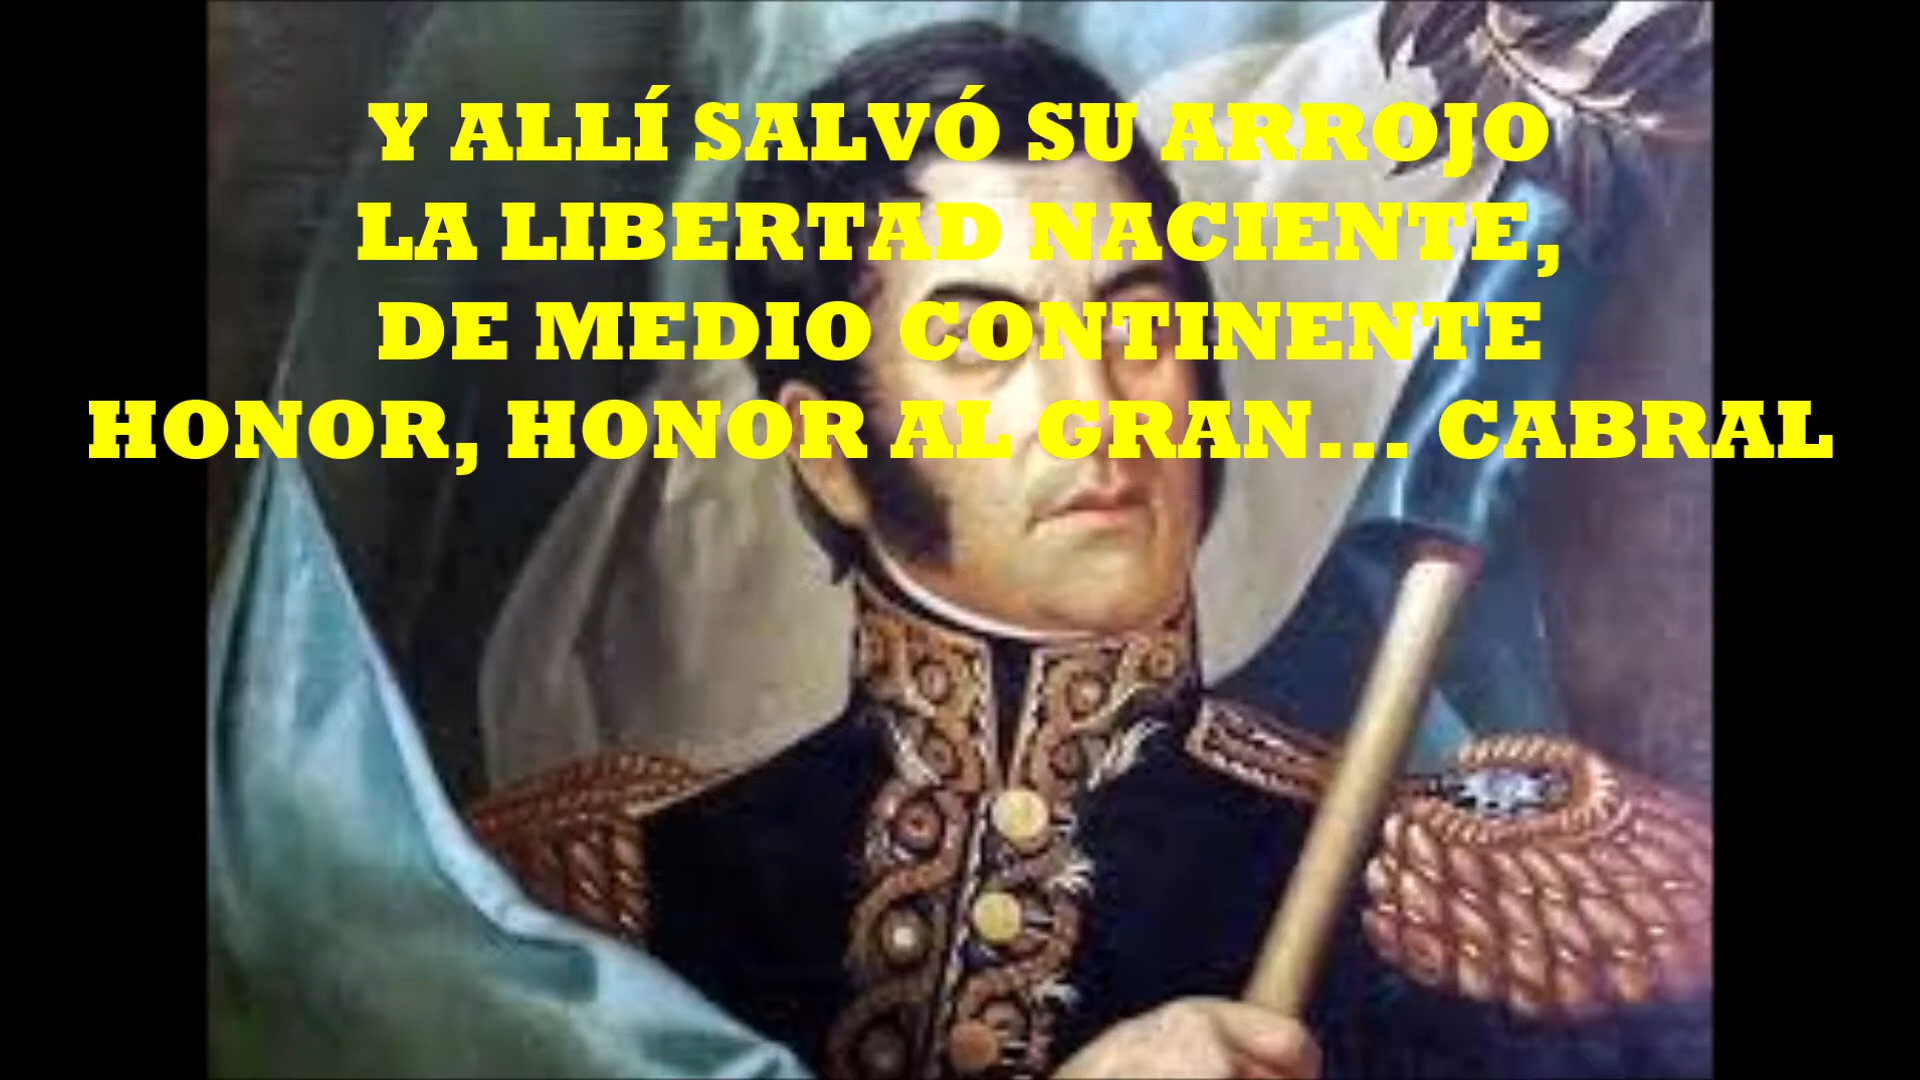 Y ALLÍ SALVÓ SU ARROJO
LA LIBERTAD NACIENTE,
DE MEDIO CONTINENTE
HONOR, HONOR AL GRAN... CABRAL